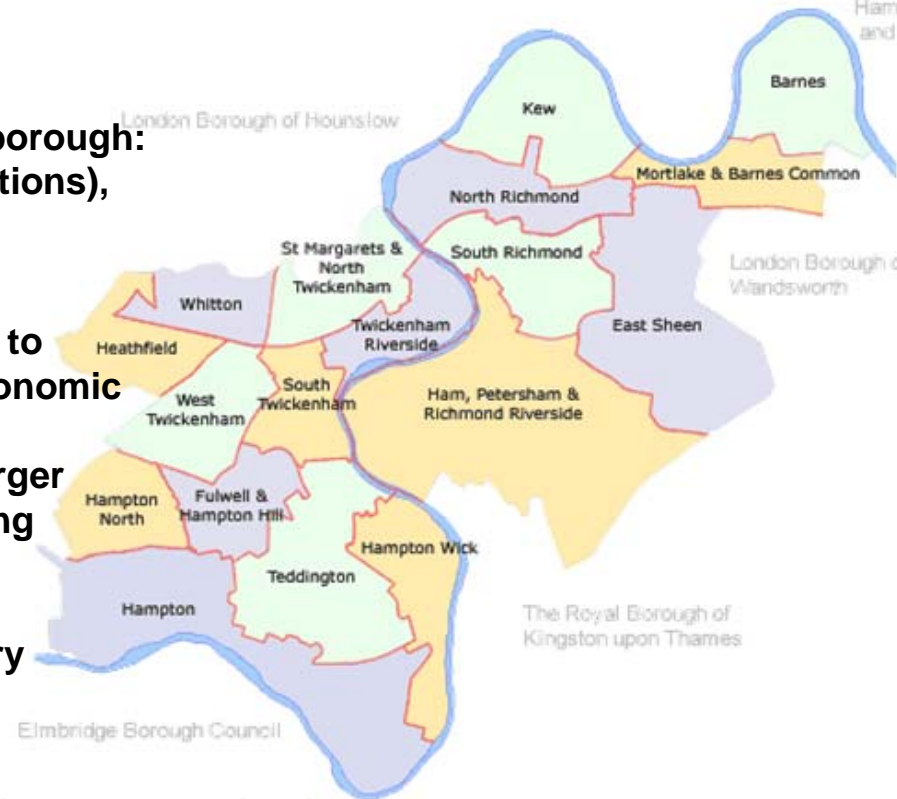 borough:
tions),
to
onomic
rger
ng
ry
Ham
and
London Borough of Hounslow
Kew
Barnes
Mortlake & Barnes Common
North Richmond
St Margarets &
North
Twickenham
South Richmond
London Borough o
Wandsworth
Whitton
Twickenham
Riverside
East Sheen
Heathfield
South
Twickenham
West
Twickenham
Ham, Petersham &
Richmond Riverside
Hampton
North
Fulwell &
Hampton Hill
Hampton Wick
Teddington
Hampton
The Royal Borough of
Kingston upon Thames
Elmbridge Borough Council